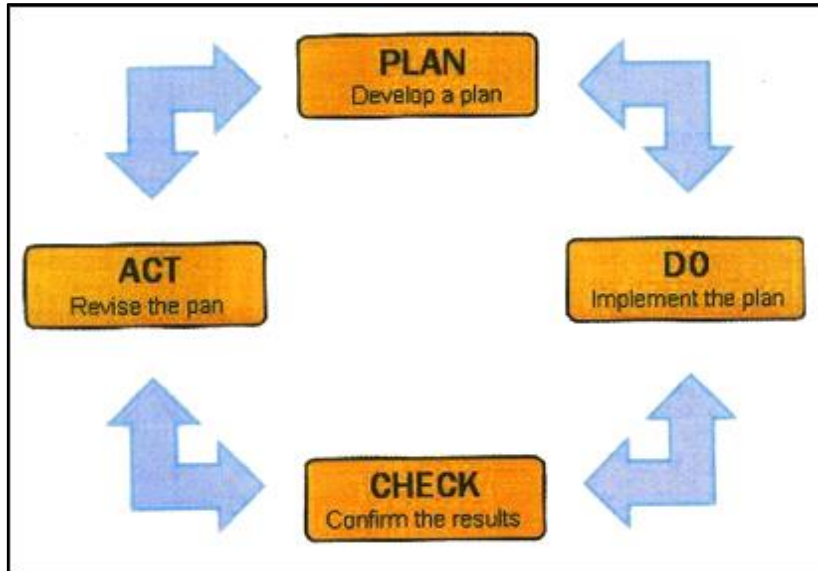 PLAN
Develop a plan
ACT
Revise the pan
DO
Implement the plan
CHECK
Confirm the results